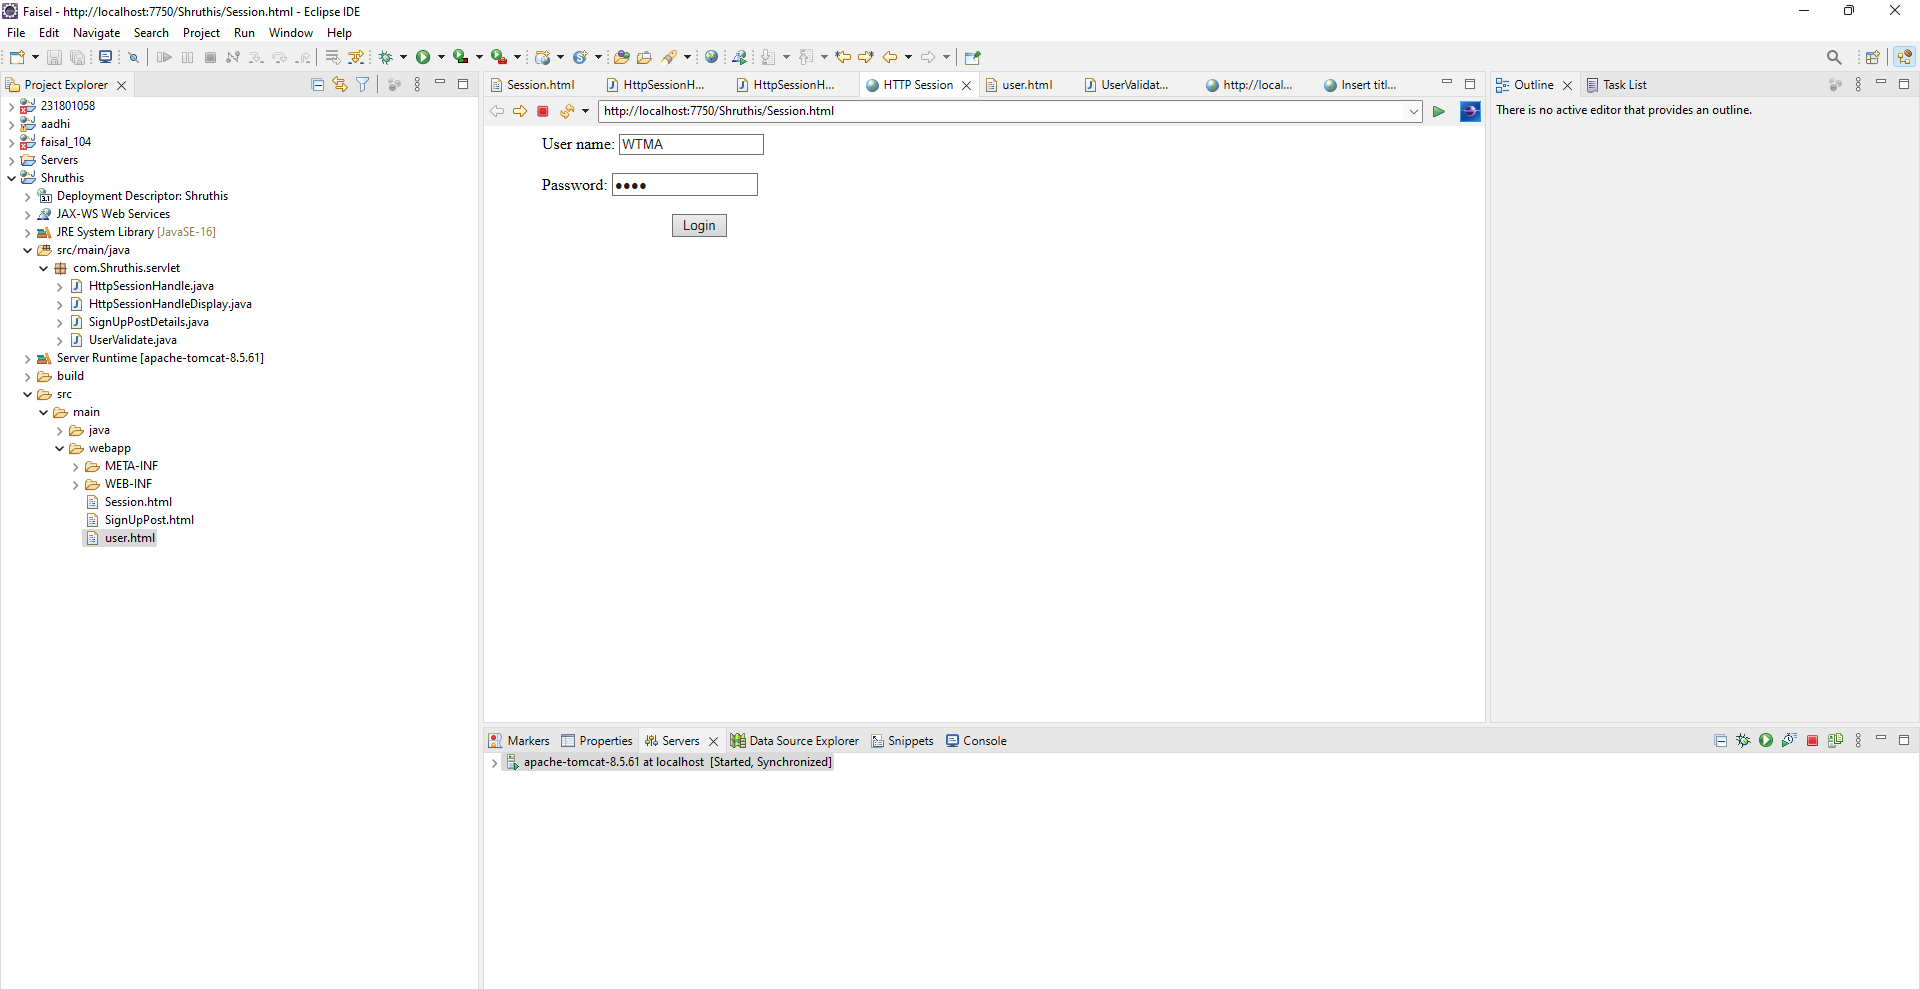 Faisel - http://localhost:7750/Shruthis/Session.html - Eclipse IDE
File Edit Navigate Search Project Run Window Help
Project Explorer
231801058
aadhi
faisal_104
Servers
Shruthis
Deployment Descriptor: Shruthis
JAX-WS Web Services
JRE System Library [JavaSE-16]
src/main/java
com.Shruthis.servlet
HttpSessionHandle.java
HttpSessionHandleDisplay.java
SignUpPostDetails.java
UserValidate.java
Server Runtime [apache-tomcat-8.5.61]
build
src
main
java
webapp
META-INF
WEB-INF
Session.html
SignUpPost.html
user.html
Session.html HttpSessionH... HttpSessionH... HTTP Session user.html UserValidat... http://local... Insert titl...
http://localhost:7750/Shruthis/Session.html
User name: WTMA
Password: ••••
Login
Outline Task List
There is no active editor that provides an outline.
Markers Properties Servers Data Source Explorer Snippets Console
apache-tomcat-8.5.61 at localhost [Started, Synchronized]